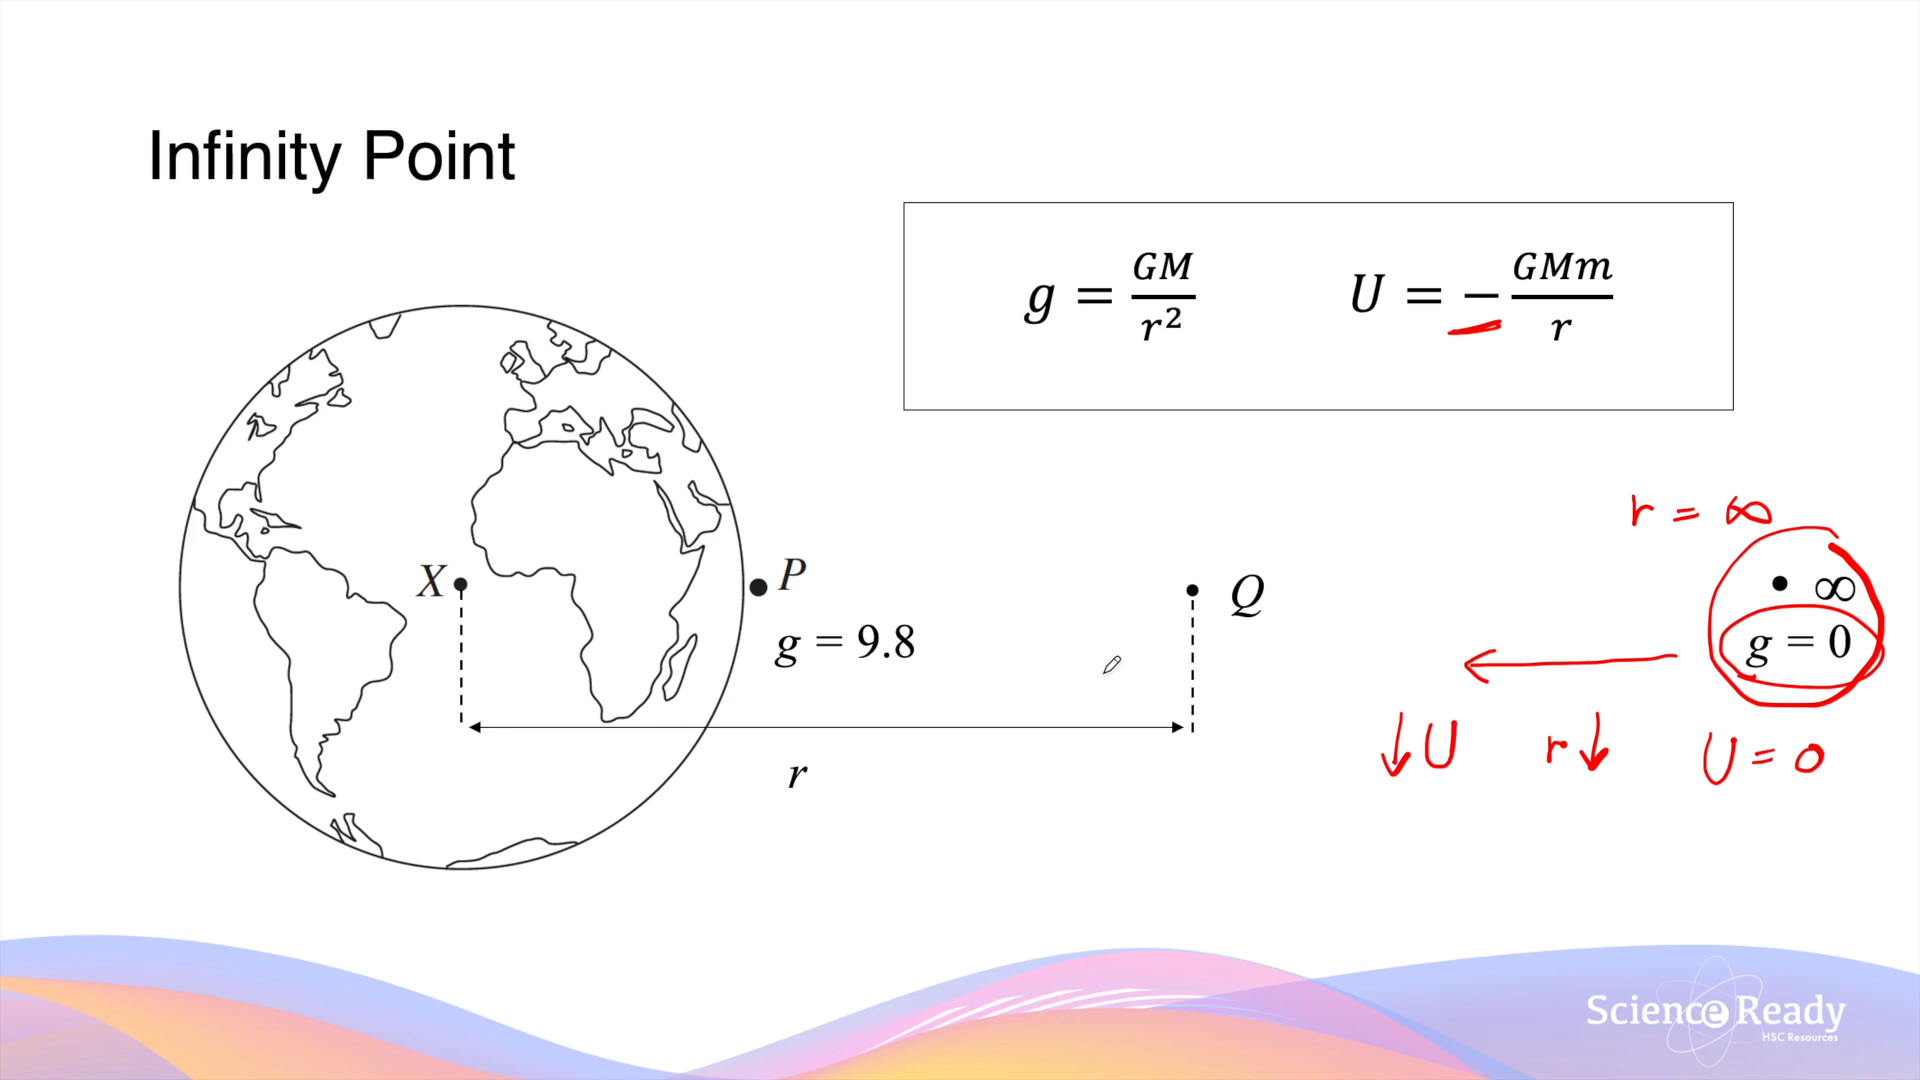 Infinity Point
g = GM/r² U = − GMm/r
r = ∞
X P Q ∞
g = 9.8 g = 0
↓U r↓ U = 0
r
Science Ready
HSC Resources